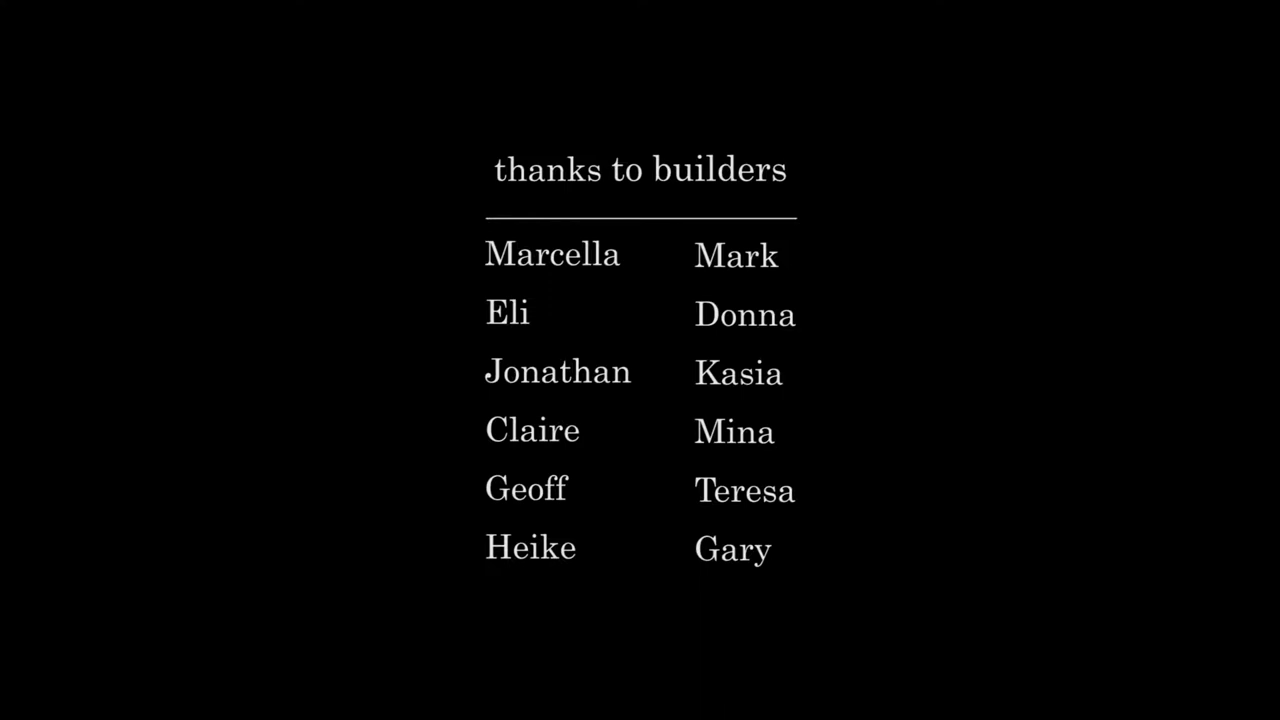 thanks to builders
Marcella Mark
Eli Donna
Jonathan Kasia
Claire Mina
Geoff Teresa
Heike Gary